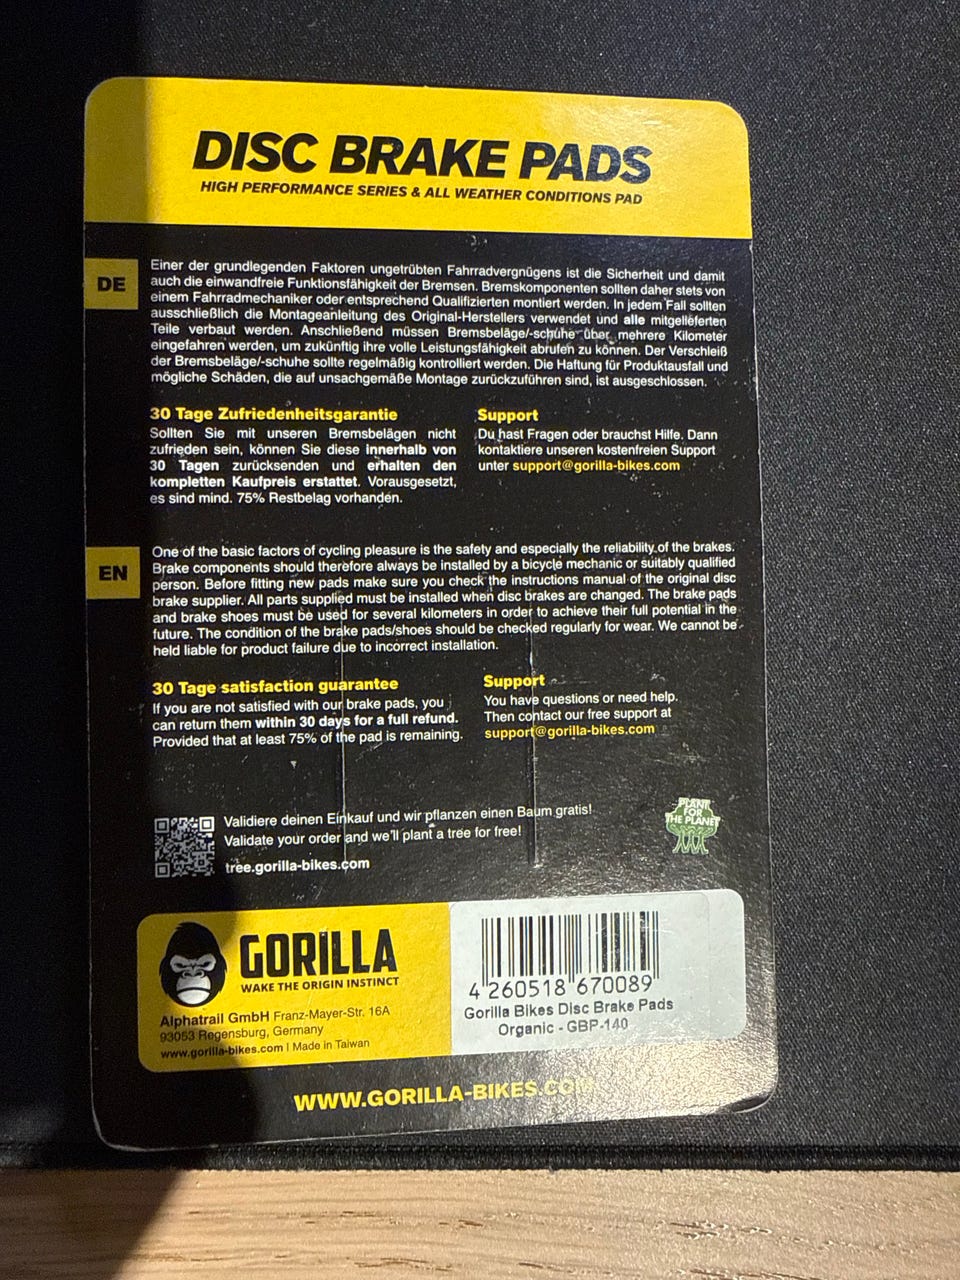 DISC BRAKE PADS
HIGH PERFORMANCE SERIES & ALL WEATHER CONDITIONS PAD
DE
Einer der grundlegenden Faktoren ungetrübten Fahrradvergnügens ist die Sicherheit und damit
auch die einwandfreie Funktionsfähigkeit der Bremsen. Bremskomponenten sollten daher stets von
einem Fahrradmechaniker oder entsprechend Qualifizierten montiert werden. In jedem Fall sollten
ausschließlich die Montageanleitung des Original-Herstellers verwendet und alle mitgelieferten
Teile verbaut werden. Anschließend müssen Bremsbeläge/-schuhe über mehrere Kilometer
eingefahren werden, um zukünftig ihre volle Leistungsfähigkeit abrufen zu können. Der Verschleiß
der Bremsbeläge/-schuhe sollte regelmäßig kontrolliert werden. Die Haftung für Produktausfall und
mögliche Schäden, die auf unsachgemäße Montage zurückzuführen sind, ist ausgeschlossen.
30 Tage Zufriedenheitsgarantie
Sollten Sie mit unseren Bremsbelägen nicht
zufrieden sein, können Sie diese innerhalb von
30 Tagen zurücksenden und erhalten den
kompletten Kaufpreis erstattet. Vorausgesetzt,
es sind mind. 75% Restbelag vorhanden.
Support
Du hast Fragen oder brauchst Hilfe. Dann
kontaktiere unseren kostenfreien Support
unter support@gorilla-bikes.com
EN
One of the basic factors of cycling pleasure is the safety and especially the reliability of the brakes.
Brake components should therefore always be installed by a bicycle mechanic or suitably qualified
person. Before fitting new pads make sure you check the instructions manual of the original disc
brake supplier. All parts supplied must be installed when disc brakes are changed. The brake pads
and brake shoes must be used for several kilometers in order to achieve their full potential in the
future. The condition of the brake pads/shoes should be checked regularly for wear. We cannot be
held liable for product failure due to incorrect installation.
30 Tage satisfaction guarantee
If you are not satisfied with our brake pads, you
can return them within 30 days for a full refund.
Provided that at least 75% of the pad is remaining.
Support
You have questions or need help.
Then contact our free support at
support@gorilla-bikes.com
Validiere deinen Einkauf und wir pflanzen einen Baum gratis!
Validate your order and we'll plant a tree for free!
tree.gorilla-bikes.com
PLANT
FOR
THE PLANET
GORILLA
WAKE THE ORIGIN INSTINCT
Alphatrail GmbH Franz-Mayer-Str. 16A
93053 Regensburg, Germany
www.gorilla-bikes.com | Made in Taiwan
4 260518 670089
Gorilla Bikes Disc Brake Pads
Organic - GBP-140
WWW.GORILLA-BIKES.COM